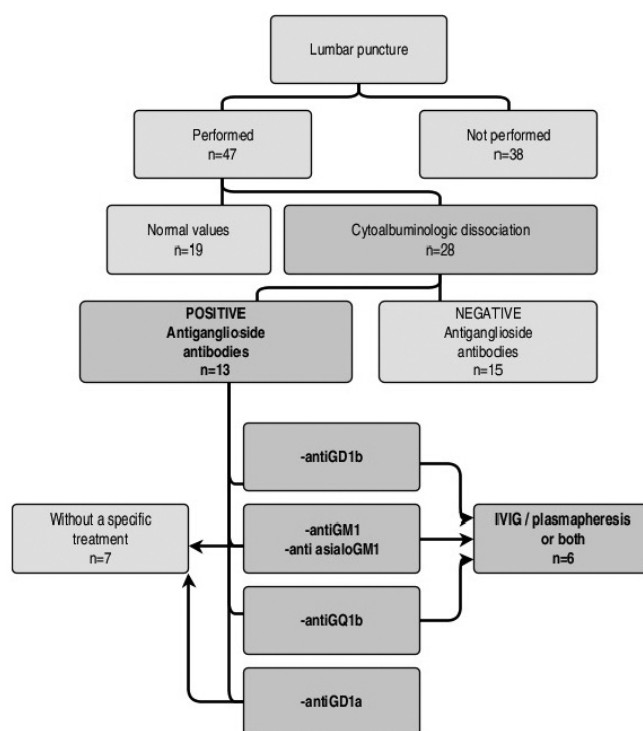 Lumbar puncture
Performed
n=47
Not performed
n=38
Normal values
n=19
Cytoalbuminologic dissociation
n=28
POSITIVE
Antiganglioside
antibodies
n=13
NEGATIVE
Antiganglioside
antibodies
n=15
-antiGD1b
Without a specific
treatment
n=7
-antiGM1
-anti asialoGM1
IVIG / plasmapheresis
or both
n=6
-antiGQ1b
-antiGD1a